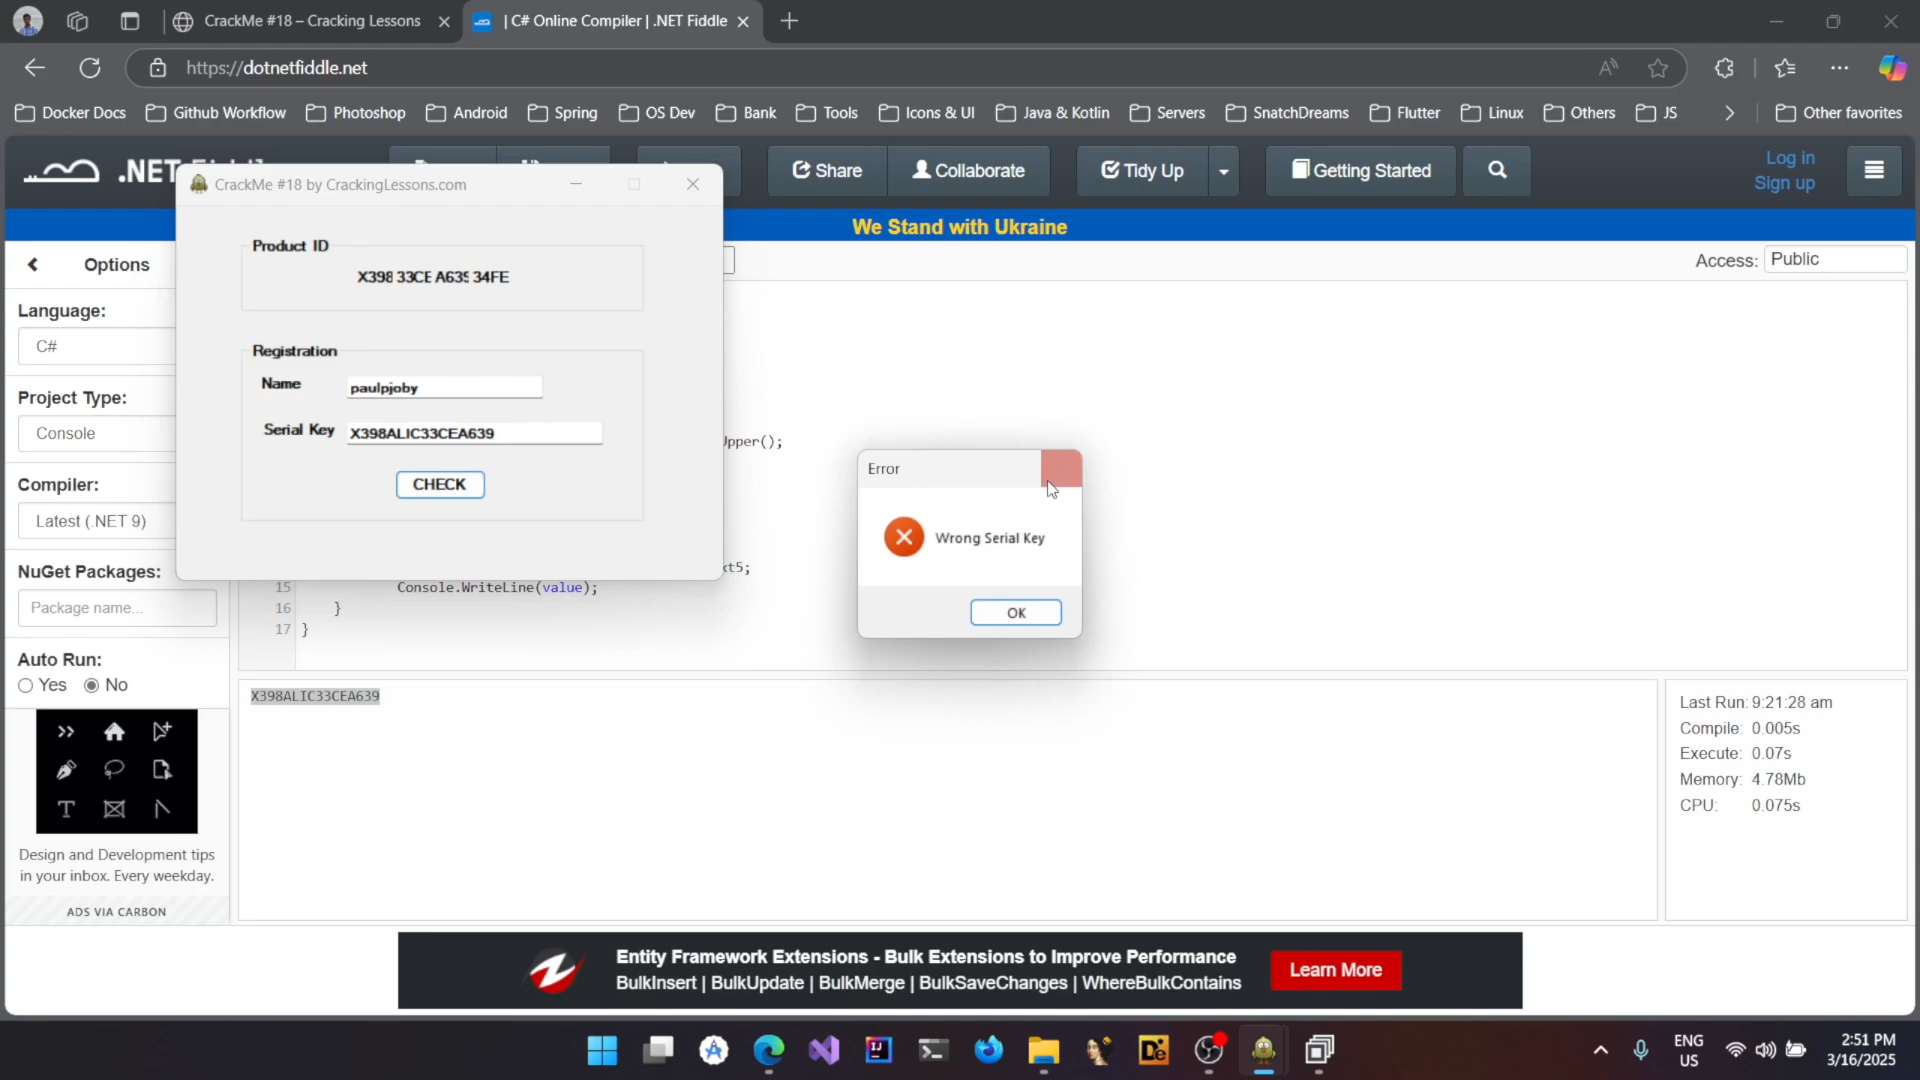 CrackMe #18 – Cracking Lessons
| C# Online Compiler | .NET Fiddle
https://dotnetfiddle.net
Docker Docs
Github Workflow
Photoshop
Android
Spring
OS Dev
Bank
Tools
Icons & UI
Java & Kotlin
Servers
SnatchDreams
Flutter
Linux
Others
JS
Other favorites
.NET
Share
Collaborate
Tidy Up
Getting Started
Log in
Sign up
We Stand with Ukraine
Options
Access: Public
Language:
C#
Project Type:
Console
Compiler:
Latest (.NET 9)
NuGet Packages:
Package name...
Auto Run:
Yes No
CrackMe #18 by CrackingLessons.com
Product ID
X398 33CE A639 34FE
Registration
Name paulpjoby
Serial Key X398ALIC33CEA639
CHECK
Upper();
xt5;
15 Console.WriteLine(value);
16 }
17 }
Error
Wrong Serial Key
OK
X398ALIC33CEA639
Last Run: 9:21:28 am
Compile: 0.005s
Execute: 0.07s
Memory: 4.78Mb
CPU: 0.075s
Design and Development tips
in your inbox. Every weekday.
ADS VIA CARBON
Entity Framework Extensions - Bulk Extensions to Improve Performance
BulkInsert | BulkUpdate | BulkMerge | BulkSaveChanges | WhereBulkContains
Learn More
ENG
US
2:51 PM
3/16/2025